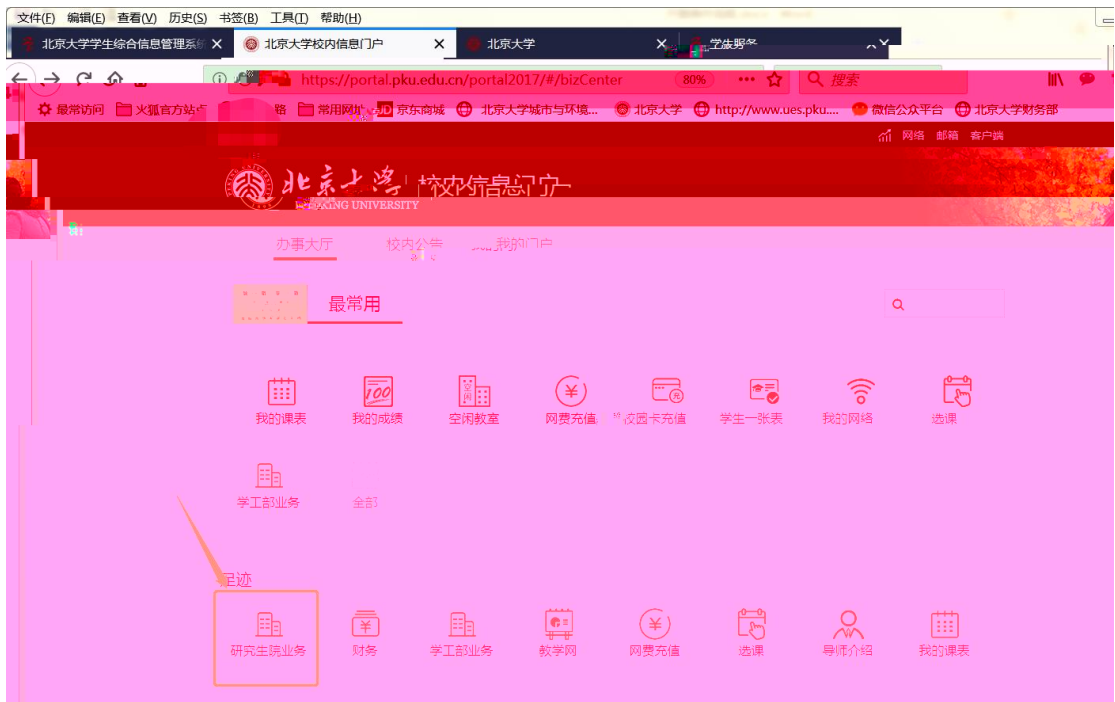 文件(F) 编辑(E) 查看(V) 历史(S) 书签(B) 工具(T) 帮助(H)
北京大学学生综合信息管理系统 北京大学校内信息门户 北京大学
https://portal.pku.edu.cn/portal2017/#/bizCenter 80% 搜索
最常访问 火狐官方站点 常用网址 京东商城 北京大学城市与环境... 北京大学 http://www.ues.pku.... 微信公众平台 北京大学财务部
网络 邮箱 客户端
北京大学 校内信息门户
PEKING UNIVERSITY
办事大厅 校内公告 我的门户
最常用
我的课表 我的成绩 空闲教室 网费充值 校园卡充值 学生一张表 我的网络 选课
学工部业务 全部
足迹
研究生院业务 财务 学工部业务 教学网 网费充值 选课 导师介绍 我的课表